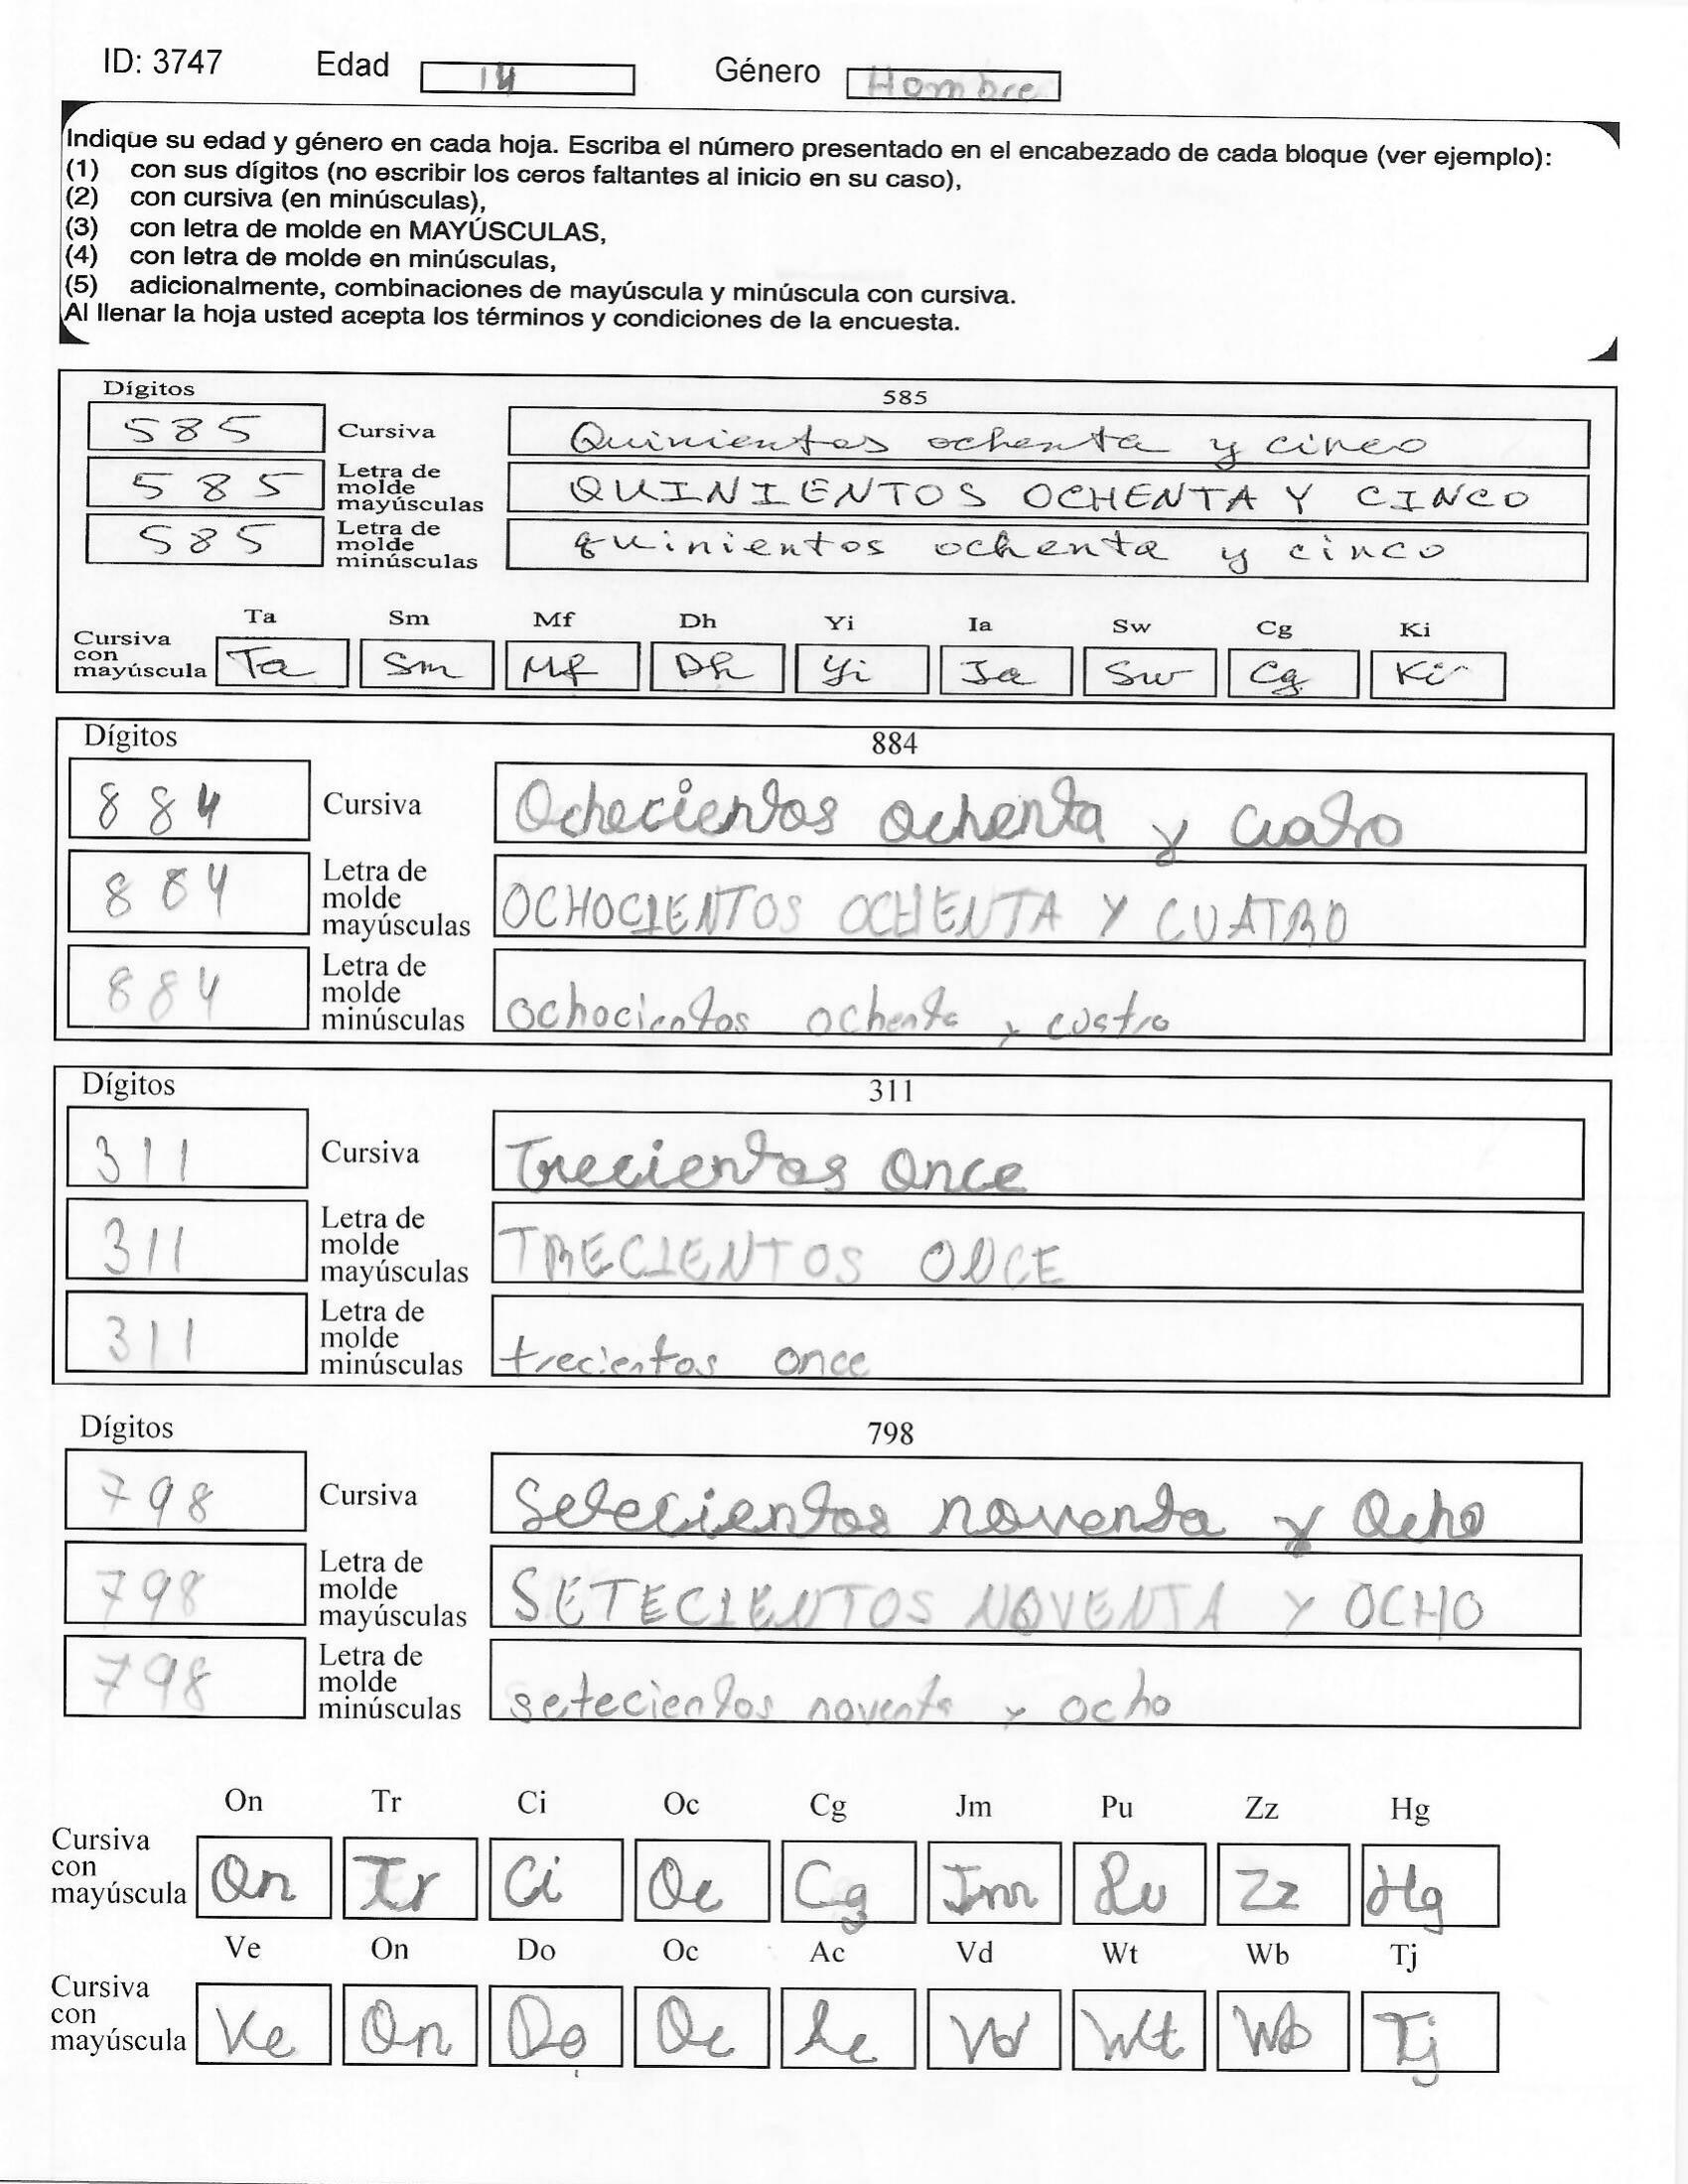 ID: 3747 Edad 14 Género Hombre
Indique su edad y género en cada hoja. Escriba el número presentado en el encabezado de cada bloque (ver ejemplo):
(1) con sus dígitos (no escribir los ceros faltantes al inicio en su caso),
(2) con cursiva (en minúsculas),
(3) con letra de molde en MAYÚSCULAS,
(4) con letra de molde en minúsculas,
(5) adicionalmente, combinaciones de mayúscula y minúscula con cursiva.
Al llenar la hoja usted acepta los términos y condiciones de la encuesta.
Dígitos 585
585 Cursiva Quinientos ochenta y cinco
585 Letra de molde mayúsculas QUINIENTOS OCHENTA Y CINCO
585 Letra de molde minúsculas quinientos ochenta y cinco
Ta Sm Mf Dh Yi Ia Sw Cg Ki
Cursiva con mayúscula Ta Sm Mf Dh Yi Ia Sw Cg Ki
Dígitos 884
884 Cursiva Ochecientos ochenta y cuatro
884 Letra de molde mayúsculas OCHOCIENTOS OCHENTA Y CUATRO
884 Letra de molde minúsculas ochocientos ochenta y cuatro
Dígitos 311
311 Cursiva Trecientos Once
311 Letra de molde mayúsculas TRECIENTOS ONCE
311 Letra de molde minúsculas trecientos once
Dígitos 798
798 Cursiva Setecientos noventa y Ocho
798 Letra de molde mayúsculas SETECIENTOS NOVENTA Y OCHO
798 Letra de molde minúsculas setecientos noventa y ocho
On Tr Ci Oc Cg Jm Pu Zz Hg
Cursiva con mayúscula On Tr Ci Oc Cg Jm Pu Zz Hg
Ve On Do Oc Ac Vd Wt Wb Tj
Cursiva con mayúscula Ve On Do Oc Ac Vd Wt Wb Tj